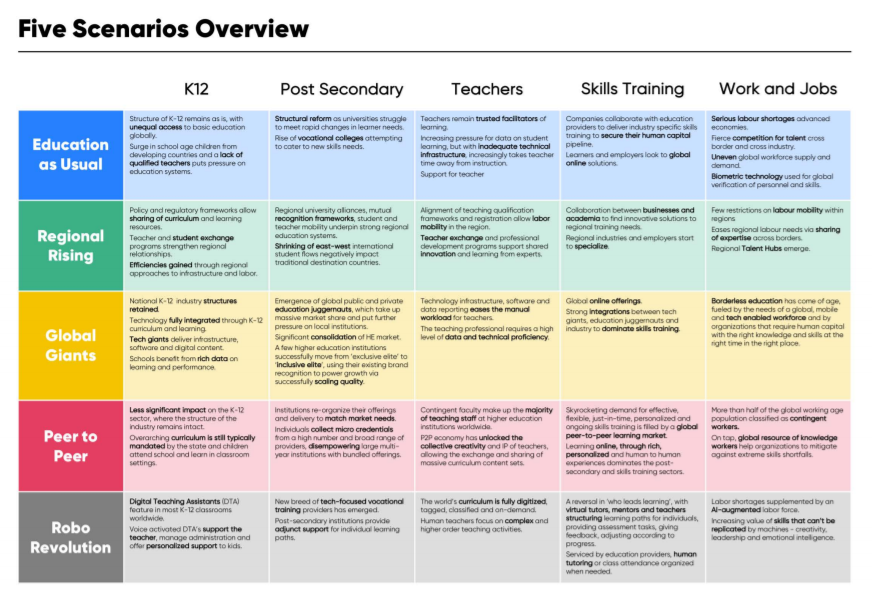 Five Scenarios Overview
K12
Post Secondary
Teachers
Skills Training
Work and Jobs
Education
as Usual
Structure of K-12 remains as is, with
unequal access to basic education
globally.
Surge in school age children from
developing countries and a lack of
qualified teachers puts pressure on
education systems.
Structural reform as universities struggle
to meet rapid changes in learner needs.
Rise of vocational colleges attempting
to cater to new skills needs.
Teachers remain trusted facilitators of
learning.
Increasing pressure for data on student
learning, but with inadequate technical
infrastructure, increasingly takes teacher
time away from instruction.
Support for teacher
Companies collaborate with education
providers to deliver industry specific skills
training to secure their human capital
pipeline.
Learners and employers look to global
online solutions.
Serious labour shortages advanced
economies.
Fierce competition for talent cross
border and cross industry.
Uneven global workforce supply and
demand.
Biometric technology used for global
verification of personnel and skills.
Regional
Rising
Policy and regulatory frameworks allow
sharing of curriculum and learning
resources.
Teacher and student exchange
programs strengthen regional
relationships.
Efficiencies gained through regional
approaches to infrastructure and labor.
Regional university alliances, mutual
recognition frameworks, student and
teacher mobility underpin strong regional
education systems.
Shrinking of east-west international
student flows negatively impact
traditional destination countries.
Alignment of teaching qualification
frameworks and registration allow labor
mobility in the region.
Teacher exchange and professional
development programs support shared
innovation and learning from experts.
Collaboration between businesses and
academia to find innovative solutions to
regional training needs.
Regional industries and employers start
to specialize.
Few restrictions on labour mobility within
regions
Eases regional labour needs via sharing
of expertise across borders.
Regional Talent Hubs emerge.
Global
Giants
National K-12 industry structures
retained.
Technology fully integrated through K-12
curriculum and learning.
Tech giants deliver infrastructure,
software and digital content.
Schools benefit from rich data on
learning and performance.
Emergence of global public and private
education juggernauts, which take up
massive market share and put further
pressure on local institutions.
Significant consolidation of HE market.
A few higher education institutions
successfully move from 'exclusive elite' to
'inclusive elite', using their existing brand
recognition to power growth via
successfully scaling quality.
Technology infrastructure, software and
data reporting eases the manual
workload for teachers.
The teaching professional requires a high
level of data and technical proficiency.
Global online offerings.
Strong integrations between tech
giants, education juggernauts and
industry to dominate skills training.
Borderless education has come of age,
fueled by the needs of a global, mobile
and tech enabled workforce and by
organizations that require human capital
with the right knowledge and skills at the
right time in the right place.
Peer to
Peer
Less significant impact on the K-12
sector, where the structure of the
industry remains intact.
Overarching curriculum is still typically
mandated by the state and children
attend school and learn in classroom
settings.
Institutions re-organize their offerings
and delivery to match market needs.
Individuals collect micro credentials
from a high number and broad range of
providers, disempowering large multi-
year institutions with bundled offerings.
Contingent faculty make up the majority
of teaching staff at higher education
institutions worldwide.
P2P economy has unlocked the
collective creativity and IP of teachers,
allowing the exchange and sharing of
massive curriculum content sets.
Skyrocketing demand for effective,
flexible, just-in-time, personalized and
ongoing skills training is filled by a global
peer-to-peer learning market.
Learning online, through rich,
personalized and human to human
experiences dominates the post-
secondary and skills training sectors.
More than half of the global working age
population classified as contingent
workers.
On tap, global resource of knowledge
workers help organizations to mitigate
against extreme skills shortfalls.
Robo
Revolution
Digital Teaching Assistants (DTA)
feature in most K-12 classrooms
worldwide.
Voice activated DTA's support the
teacher, manage administration and
offer personalized support to kids.
New breed of tech-focused vocational
training providers has emerged.
Post-secondary institutions provide
adjunct support for individual learning
paths.
The world's curriculum is fully digitized,
tagged, classified and on-demand.
Human teachers focus on complex and
higher order teaching activities.
A reversal in 'who leads learning', with
virtual tutors, mentors and teachers
structuring learning paths for individuals,
providing assessment tasks, giving
feedback, adjusting according to
progress.
Serviced by education providers, human
tutoring or class attendance organized
when needed.
Labor shortages supplemented by an
AI-augmented labor force.
Increasing value of skills that can't be
replicated by machines - creativity,
leadership and emotional intelligence.